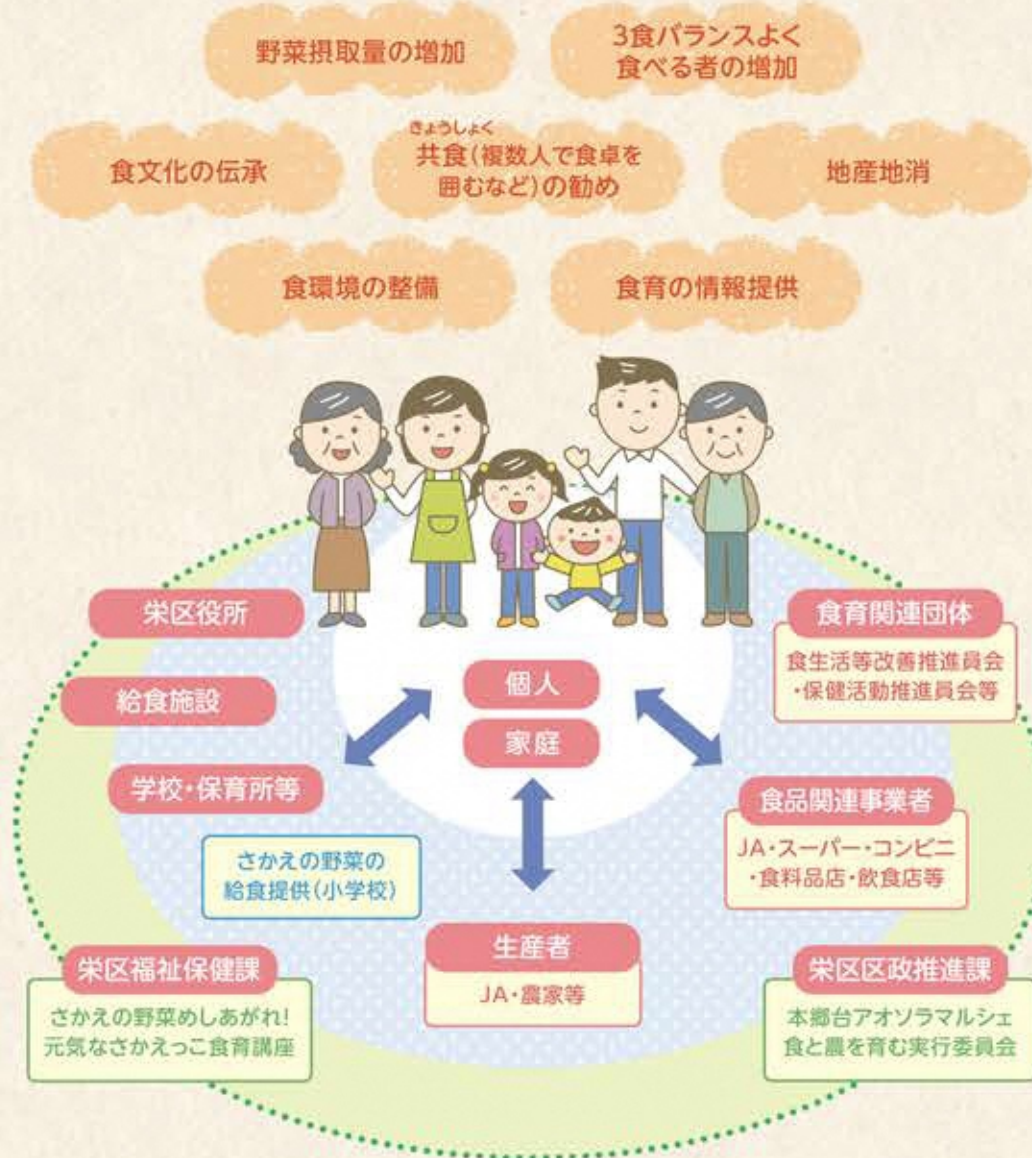 野菜摂取量の増加
3食バランスよく
食べる者の増加
食文化の伝承
きょうしょく
共食(複数人で食卓を
囲むなど)の勧め
地産地消
食環境の整備
食育の情報提供
栄区役所
給食施設
学校・保育所等
さかえの野菜の
給食提供(小学校)
個人
家庭
食育関連団体
食生活等改善推進員会
・保健活動推進員会等
食品関連事業者
JA・スーパー・コンビニ
・食料品店・飲食店等
生産者
JA・農家等
栄区福祉保健課
さかえの野菜めしあがれ!
元気なさかえっこ食育講座
栄区区政推進課
本郷台アオソラマルシェ
食と農を育む実行委員会